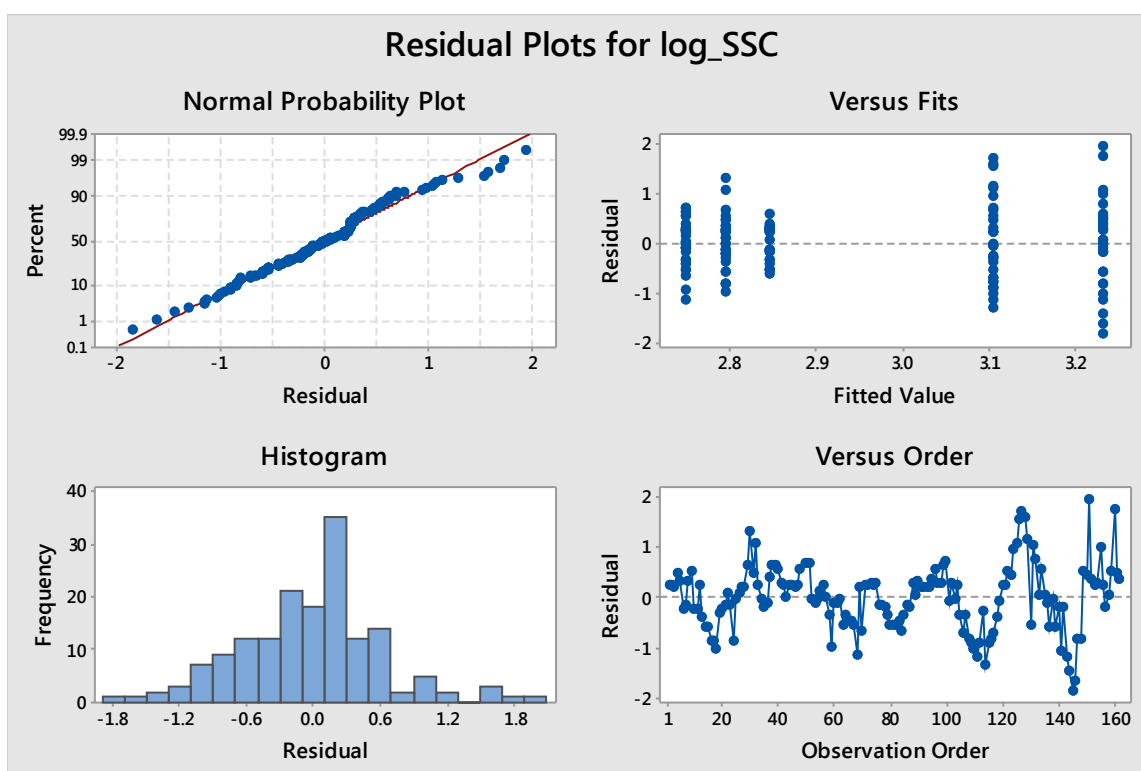 Residual Plots for log_SSC
Normal Probability Plot
99.9
99
90
50
10
1
0.1
-2 -1 0 1 2
Percent
Residual
Versus Fits
2
1
0
-1
-2
2.8 2.9 3.0 3.1 3.2
Residual
Fitted Value
Histogram
40
30
20
10
0
-1.8 -1.2 -0.6 0.0 0.6 1.2 1.8
Frequency
Residual
Versus Order
2
1
0
-1
-2
1 20 40 60 80 100 120 140 160
Residual
Observation Order